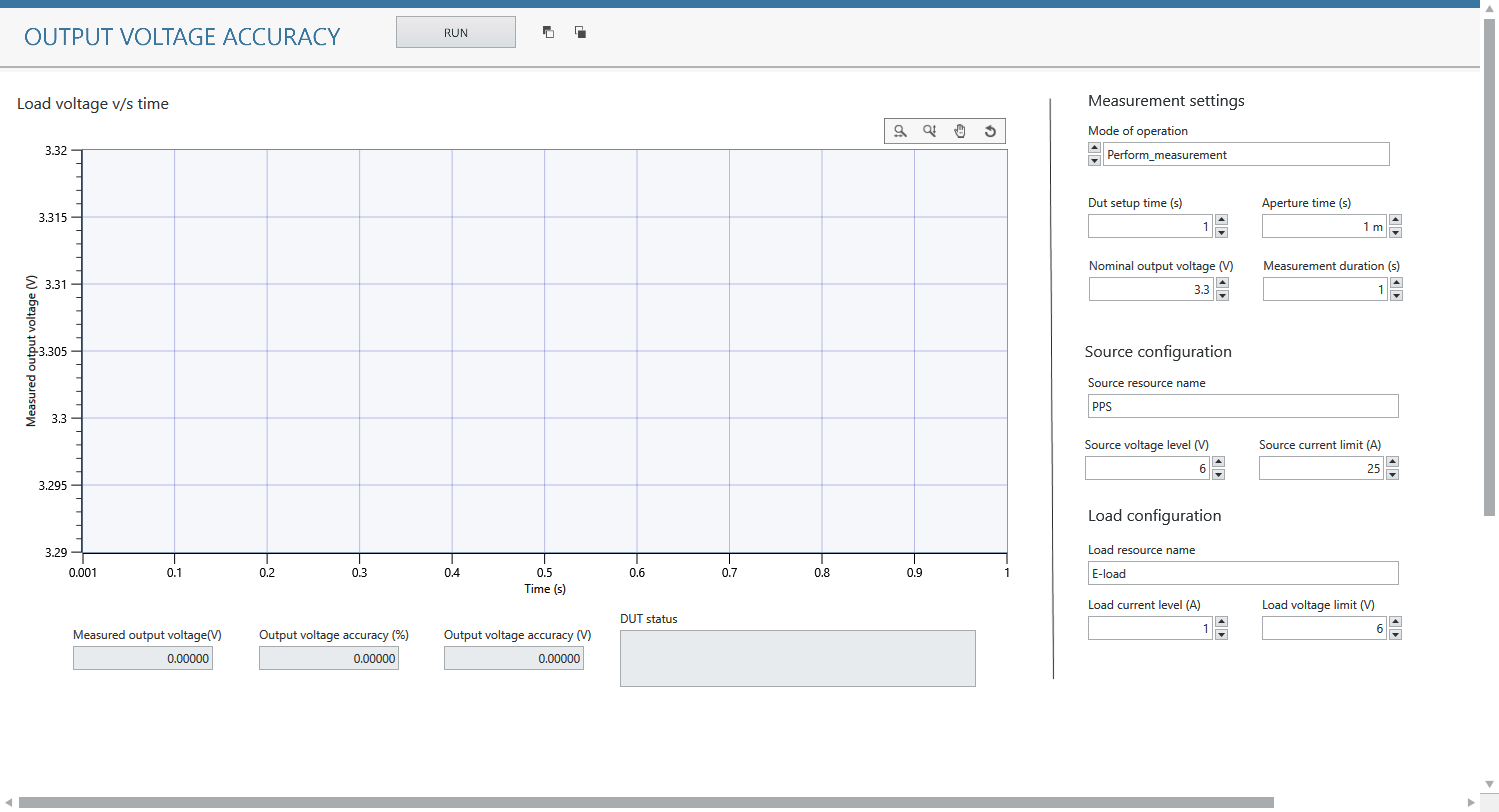 OUTPUT VOLTAGE ACCURACY
RUN
Load voltage v/s time
3.32
3.315
3.31
3.305
3.3
3.295
3.29
Measured output voltage (V)
0.001 0.1 0.2 0.3 0.4 0.5 0.6 0.7 0.8 0.9 1
Time (s)
Measured output voltage(V)
0.00000
Output voltage accuracy (%)
0.00000
Output voltage accuracy (V)
0.00000
DUT status
Measurement settings
Mode of operation
Perform_measurement
Dut setup time (s)
1
Aperture time (s)
1 m
Nominal output voltage (V)
3.3
Measurement duration (s)
1
Source configuration
Source resource name
PPS
Source voltage level (V)
6
Source current limit (A)
25
Load configuration
Load resource name
E-load
Load current level (A)
1
Load voltage limit (V)
6